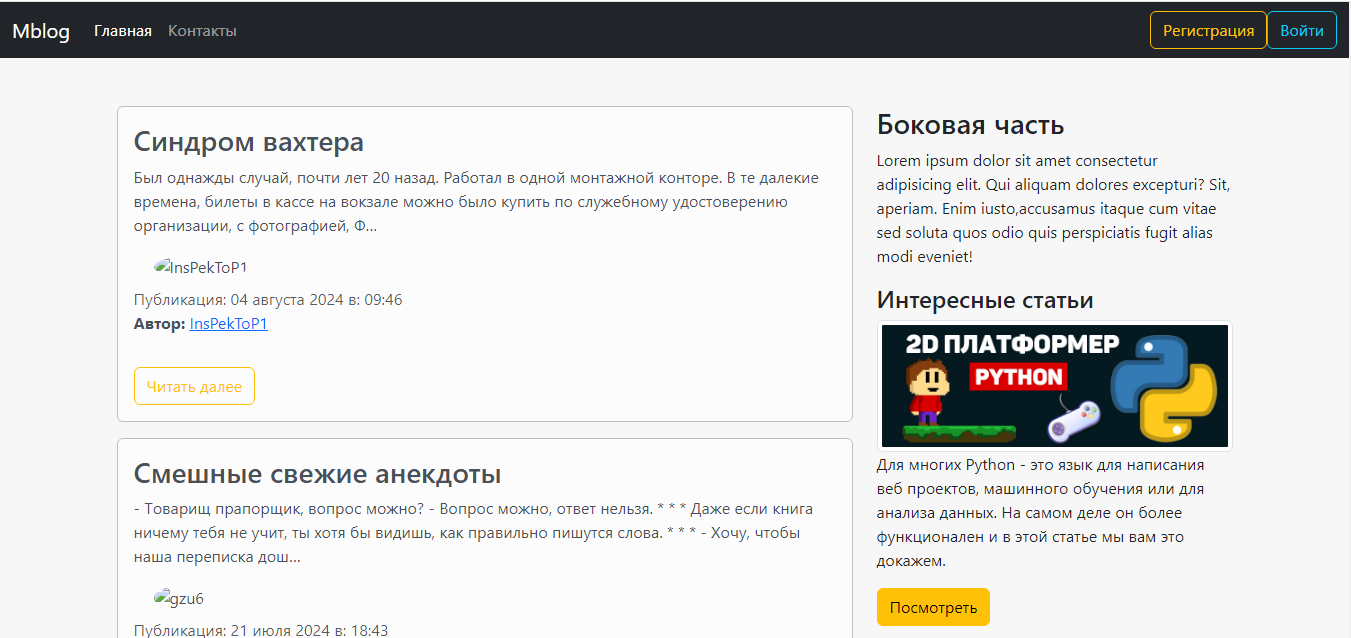 Mblog
Главная
Контакты
Регистрация
Войти
Синдром вахтера
Был однажды случай, почти лет 20 назад. Работал в одной монтажной конторе. В те далекие
времена, билеты в кассе на вокзале можно было купить по служебному удостоверению
организации, с фотографией, Ф...
InsPekToP1
Публикация: 04 августа 2024 в: 09:46
Автор: InsPekToP1
Читать далее
Смешные свежие анекдоты
- Товарищ прапорщик, вопрос можно? - Вопрос можно, ответ нельзя. * * * Даже если книга
ничему тебя не учит, ты хотя бы видишь, как правильно пишутся слова. * * * - Хочу, чтобы
наша переписка дош...
gzu6
Публикация: 21 июля 2024 в: 18:43
Боковая часть
Lorem ipsum dolor sit amet consectetur
adipisicing elit. Qui aliquam dolores excepturi? Sit,
aperiam. Enim iusto,accusamus itaque cum vitae
sed soluta quos odio quis perspiciatis fugit alias
modi eveniet!
Интересные статьи
2D ПЛАТФОРМЕР
PYTHON
Для многих Python - это язык для написания
веб проектов, машинного обучения или для
анализа данных. На самом деле он более
функционален и в этой статье мы вам это
докажем.
Посмотреть